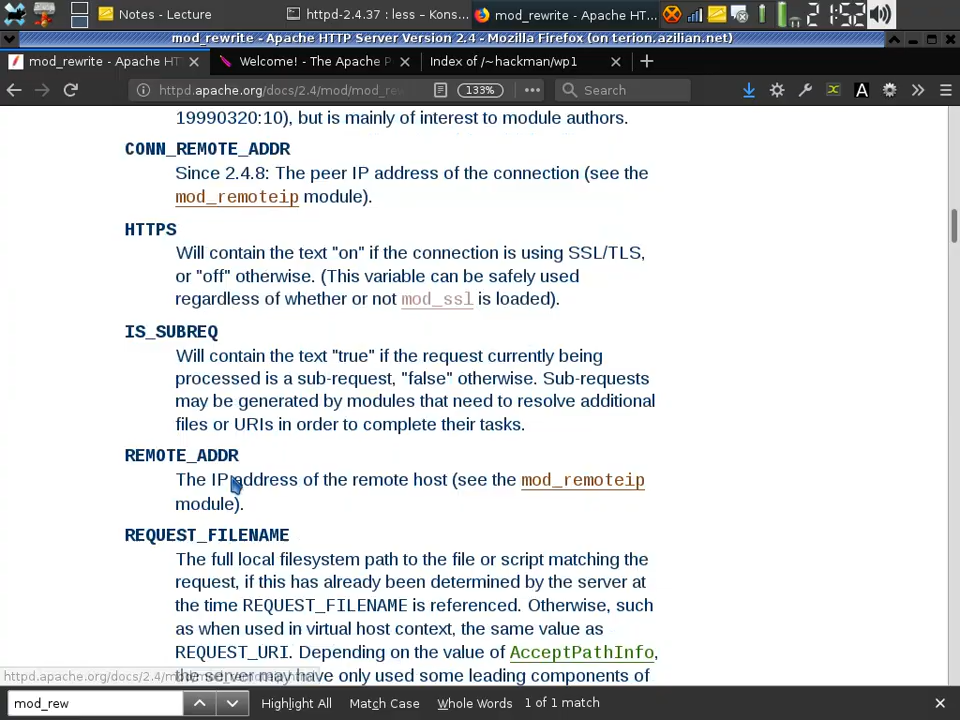 Notes - Lecture
httpd-2.4.37 : less – Kons...
mod_rewrite - Apache HT...
2 1:52
mod_rewrite - Apache HTTP Server Version 2.4 - Mozilla Firefox (on terion.azilian.net)
mod_rewrite - Apache HT
Welcome! - The Apache P
Index of /~hackman/wp1
httpd.apache.org/docs/2.4/mod/mod_rew
133%
Search
19990320:10), but is mainly of interest to module authors.
CONN_REMOTE_ADDR
Since 2.4.8: The peer IP address of the connection (see the
mod_remoteip module).
HTTPS
Will contain the text "on" if the connection is using SSL/TLS,
or "off" otherwise. (This variable can be safely used
regardless of whether or not mod_ssl is loaded).
IS_SUBREQ
Will contain the text "true" if the request currently being
processed is a sub-request, "false" otherwise. Sub-requests
may be generated by modules that need to resolve additional
files or URIs in order to complete their tasks.
REMOTE_ADDR
The IP address of the remote host (see the mod_remoteip
module).
REQUEST_FILENAME
The full local filesystem path to the file or script matching the
request, if this has already been determined by the server at
the time REQUEST_FILENAME is referenced. Otherwise, such
as when used in virtual host context, the same value as
REQUEST_URI. Depending on the value of AcceptPathInfo,
the server may have only used some leading components of
mod_rew
Highlight All
Match Case
Whole Words
1 of 1 match